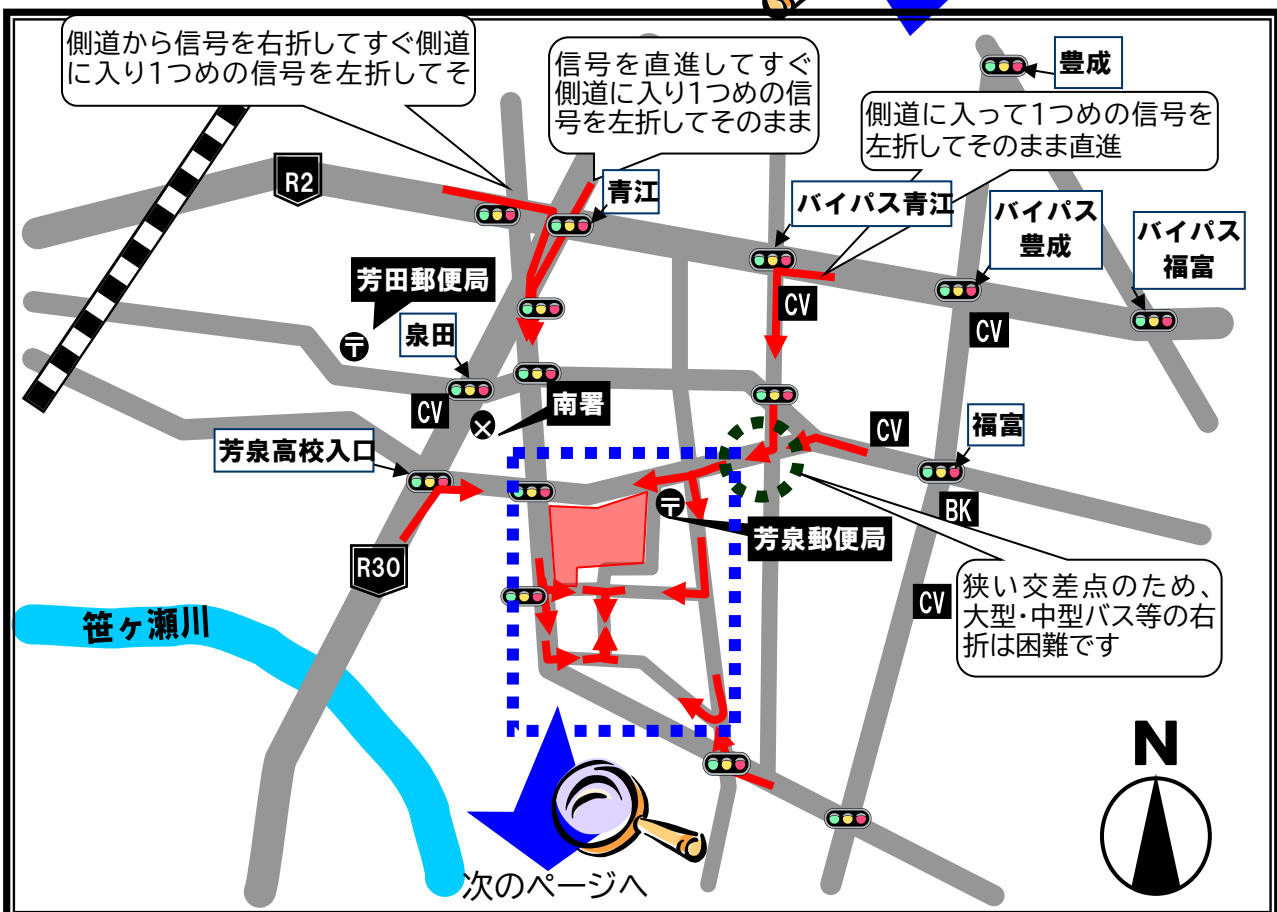 側道から信号を右折してすぐ側道
に入り1つめの信号を左折してそ
信号を直進してすぐ
側道に入り1つめの信
号を左折してそのまま
豊成
側道に入って1つめの信号を
左折してそのまま直進
R2
青江
バイパス青江
バイパス
豊成
バイパス
福富
芳田郵便局
〒
泉田
CV
CV
CV
南署
CV
福富
芳泉高校入口
〒
BK
芳泉郵便局
R30
CV
狭い交差点のため、
大型・中型バス等の右
折は困難です
笹ヶ瀬川
N
次のページへ